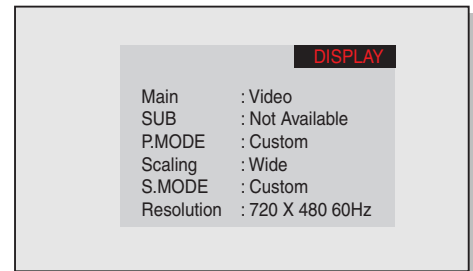 DISPLAY
Main : Video
SUB : Not Available
P.MODE : Custom
Scaling : Wide
S.MODE : Custom
Resolution : 720 X 480 60Hz